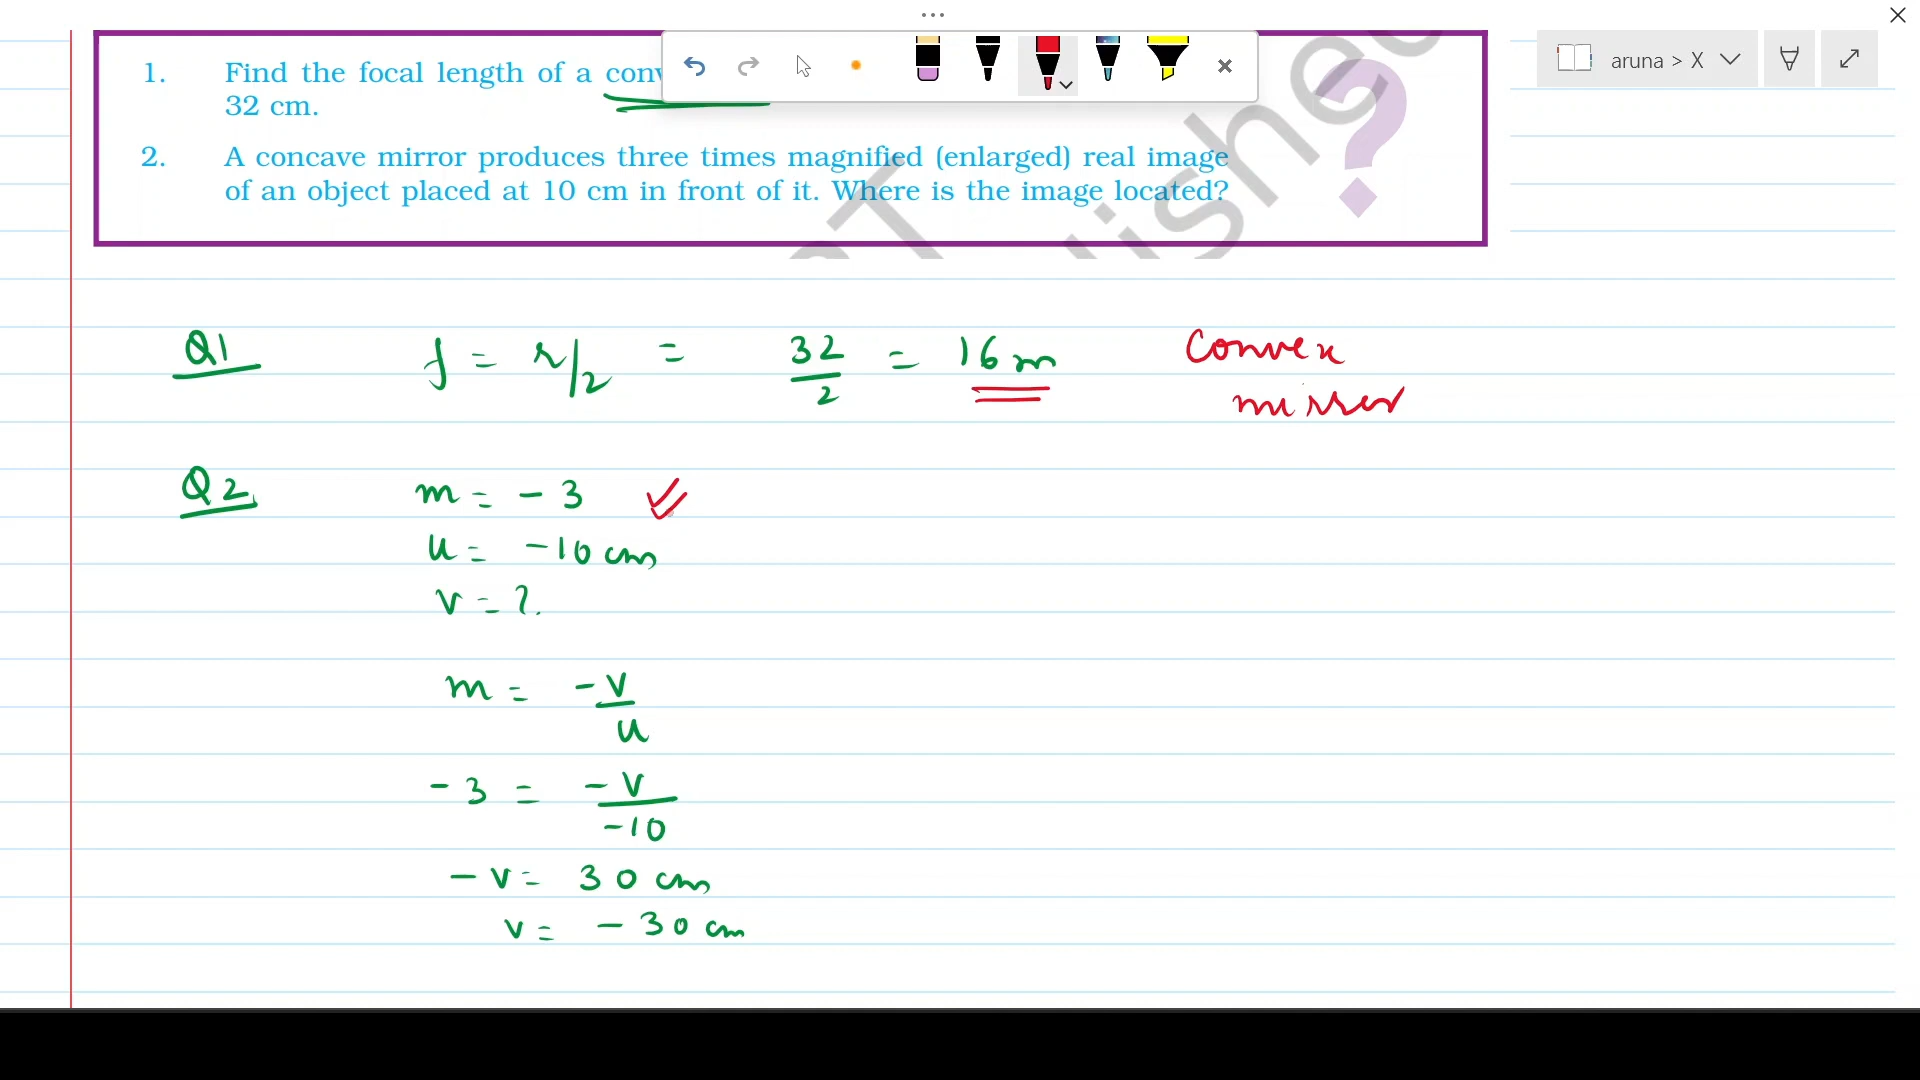 aruna > X
1. Find the focal length of a conv
32 cm.
2. A concave mirror produces three times magnified (enlarged) real image
of an object placed at 10 cm in front of it. Where is the image located?
?
Q1 f = r/2 = 32/2 = 16 m Convex
mirror
Q2 m = - 3
u = -10 cm
v = ?.
m = -v/u
- 3 = -v/-10
- v = 30 cm
v = - 30 cm